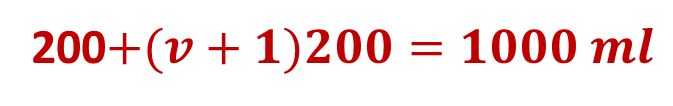 200+(v + 1)200 = 1000 ml